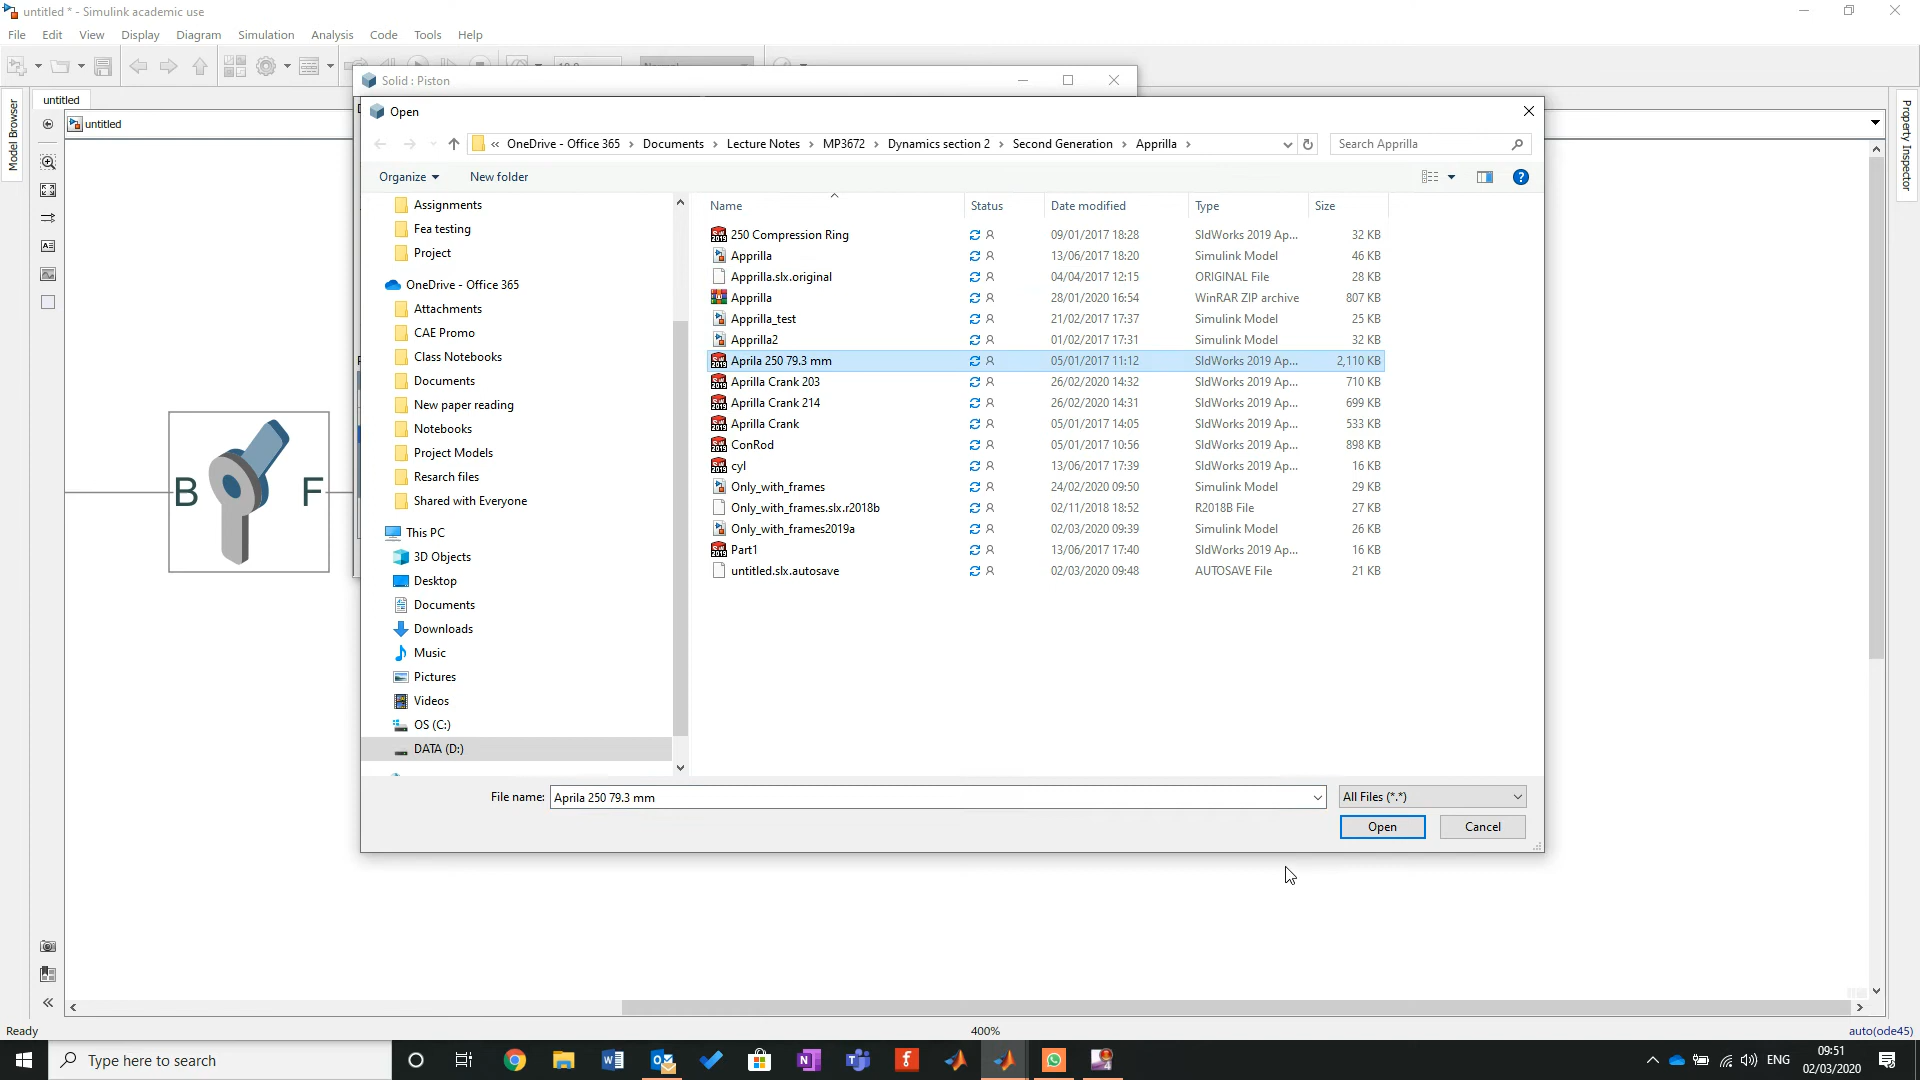 untitled * - Simulink academic use
File Edit View Display Diagram Simulation Analysis Code Tools Help
Solid : Piston
Model Browser
untitled
untitled
Property Inspector
Open
« OneDrive - Office 365 › Documents › Lecture Notes › MP3672 › Dynamics section 2 › Second Generation › Apprilla ›
Search Apprilla
Organize New folder
Assignments
Fea testing
Project
OneDrive - Office 365
Attachments
CAE Promo
Class Notebooks
Documents
New paper reading
Notebooks
Project Models
Resarch files
Shared with Everyone
This PC
3D Objects
Desktop
Documents
Downloads
Music
Pictures
Videos
OS (C:)
DATA (D:)
Name Status Date modified Type Size
250 Compression Ring 09/01/2017 18:28 SldWorks 2019 Ap... 32 KB
Apprilla 13/06/2017 18:20 Simulink Model 46 KB
Apprilla.slx.original 04/04/2017 12:15 ORIGINAL File 28 KB
Apprilla 28/01/2020 16:54 WinRAR ZIP archive 807 KB
Apprilla_test 21/02/2017 17:37 Simulink Model 25 KB
Apprilla2 01/02/2017 17:31 Simulink Model 32 KB
Aprila 250 79.3 mm 05/01/2017 11:12 SldWorks 2019 Ap... 2,110 KB
Aprilla Crank 203 26/02/2020 14:32 SldWorks 2019 Ap... 710 KB
Aprilla Crank 214 26/02/2020 14:31 SldWorks 2019 Ap... 699 KB
Aprilla Crank 05/01/2017 14:05 SldWorks 2019 Ap... 533 KB
ConRod 05/01/2017 10:56 SldWorks 2019 Ap... 898 KB
cyl 13/06/2017 17:39 SldWorks 2019 Ap... 16 KB
Only_with_frames 24/02/2020 09:50 Simulink Model 29 KB
Only_with_frames.slx.r2018b 02/11/2018 18:52 R2018B File 27 KB
Only_with_frames2019a 02/03/2020 09:39 Simulink Model 26 KB
Part1 13/06/2017 17:40 SldWorks 2019 Ap... 16 KB
untitled.slx.autosave 02/03/2020 09:48 AUTOSAVE File 21 KB
B F
File name: Aprila 250 79.3 mm All Files (*.*)
Open Cancel
Ready 400% auto(ode45)
Type here to search
ENG
09:51
02/03/2020